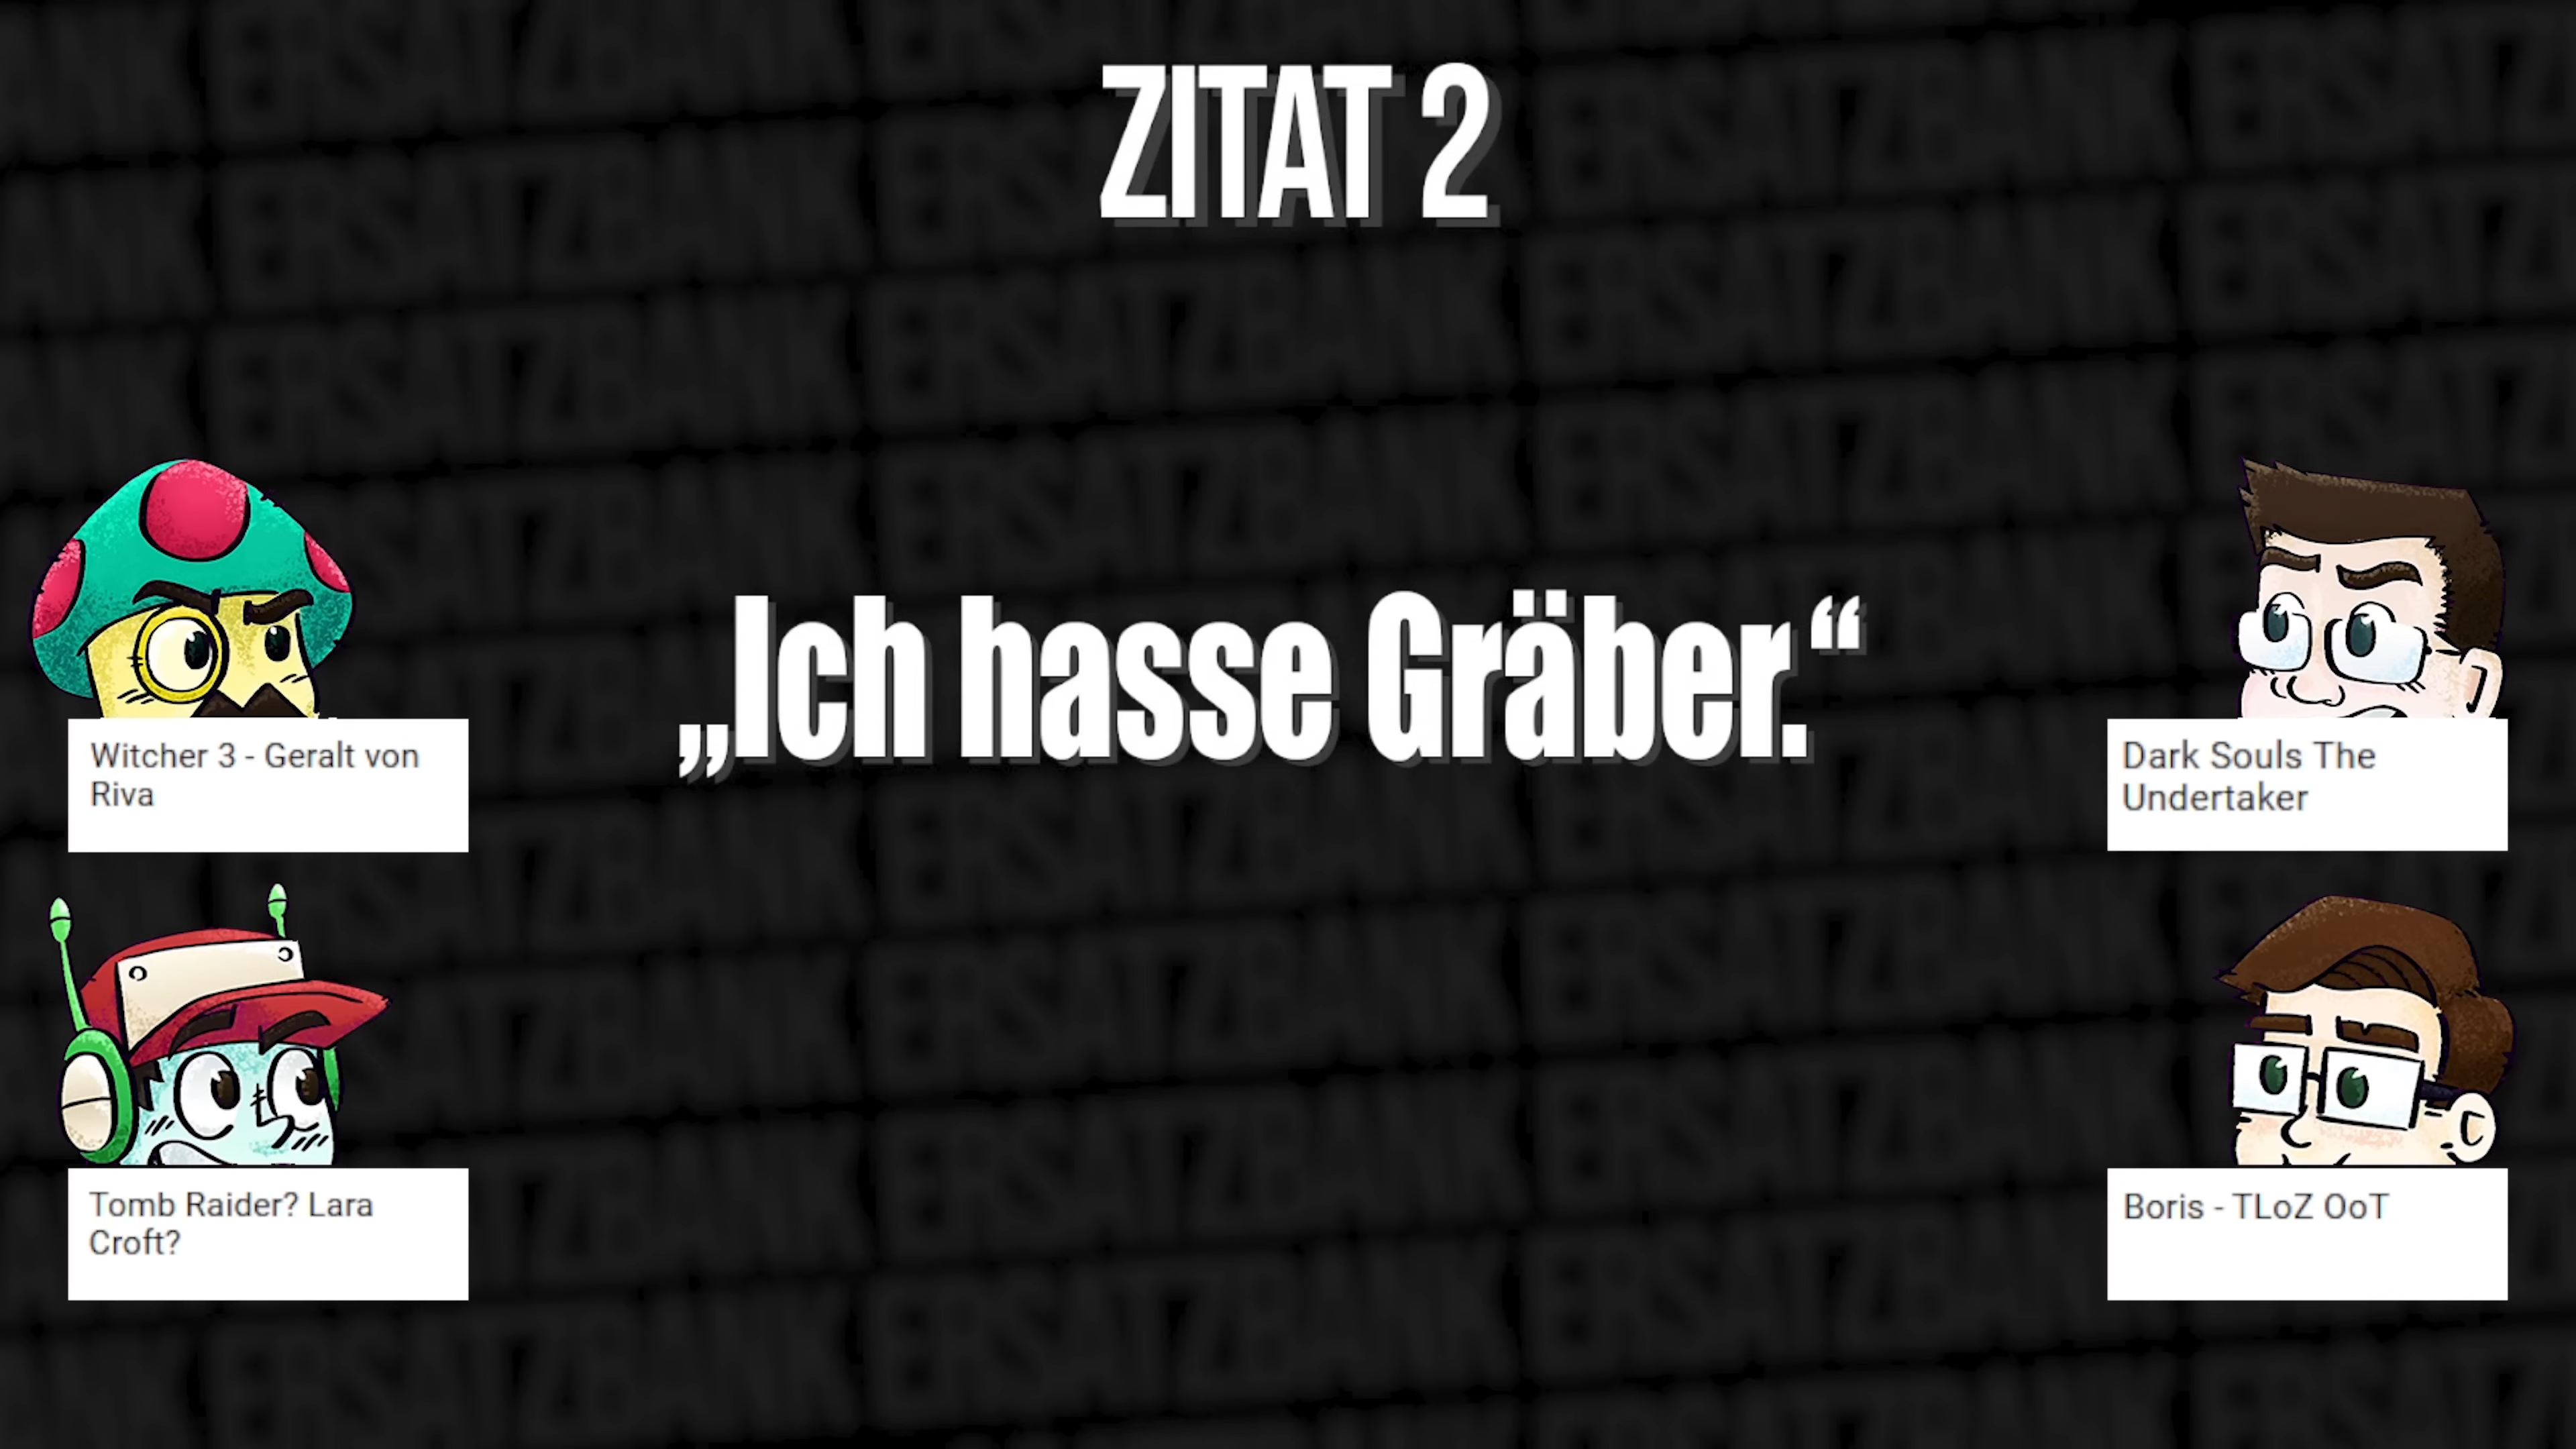 ZITAT 2
„Ich hasse Gräber.“
Witcher 3 - Geralt von
Riva
Dark Souls The
Undertaker
Tomb Raider? Lara
Croft?
Boris - TLoZ OoT
ERSATZBANK